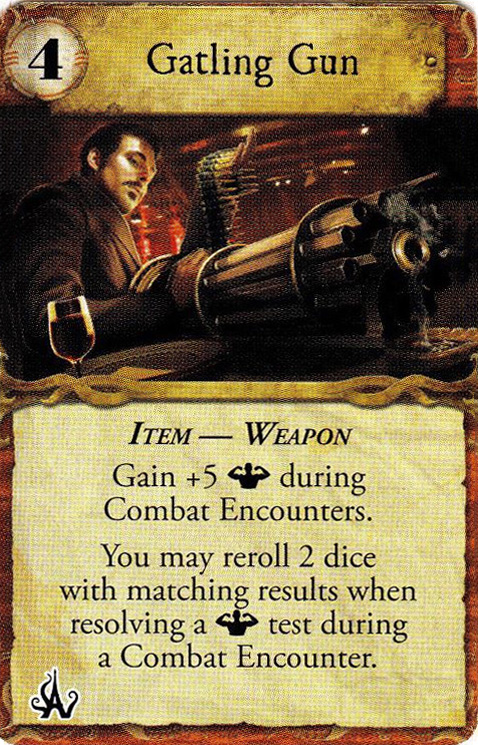 4
Gatling Gun
ITEM — WEAPON
Gain +5 during
Combat Encounters.
You may reroll 2 dice
with matching results when
resolving a test during
a Combat Encounter.